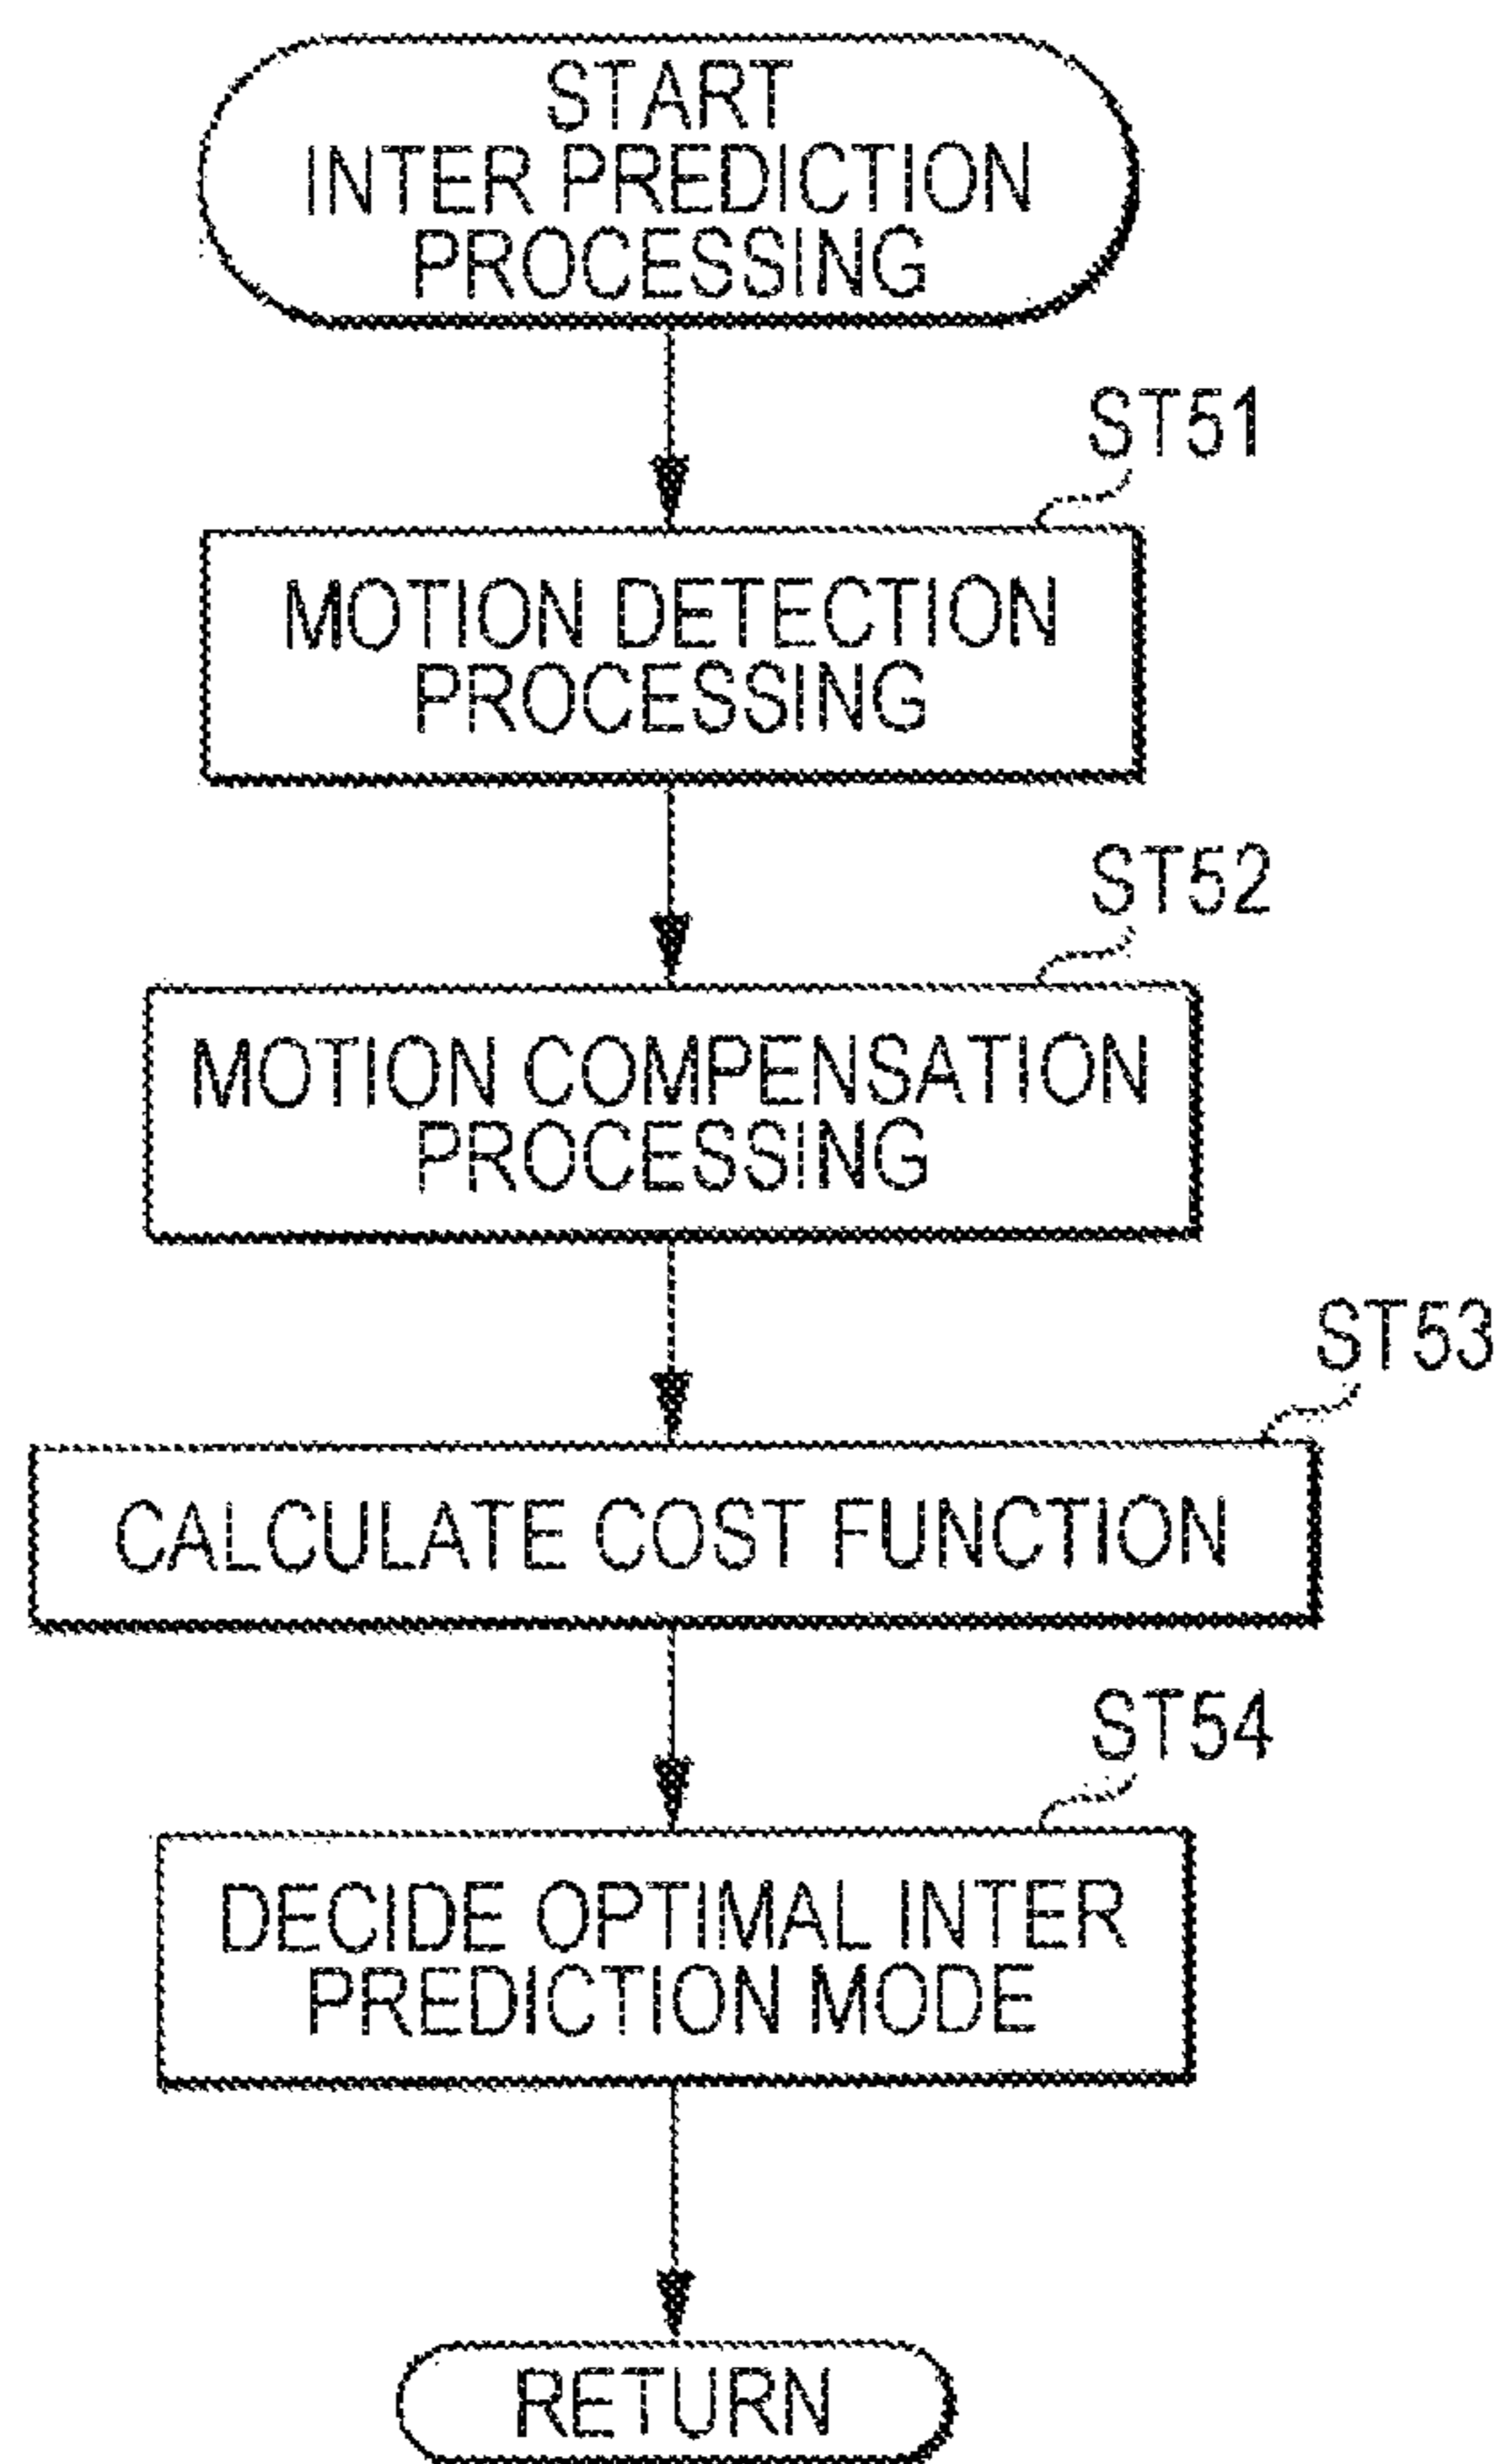 START
INTER PREDICTION
PROCESSING
ST51
MOTION DETECTION
PROCESSING
ST52
MOTION COMPENSATION
PROCESSING
ST53
CALCULATE COST FUNCTION
ST54
DECIDE OPTIMAL INTER
PREDICTION MODE
RETURN